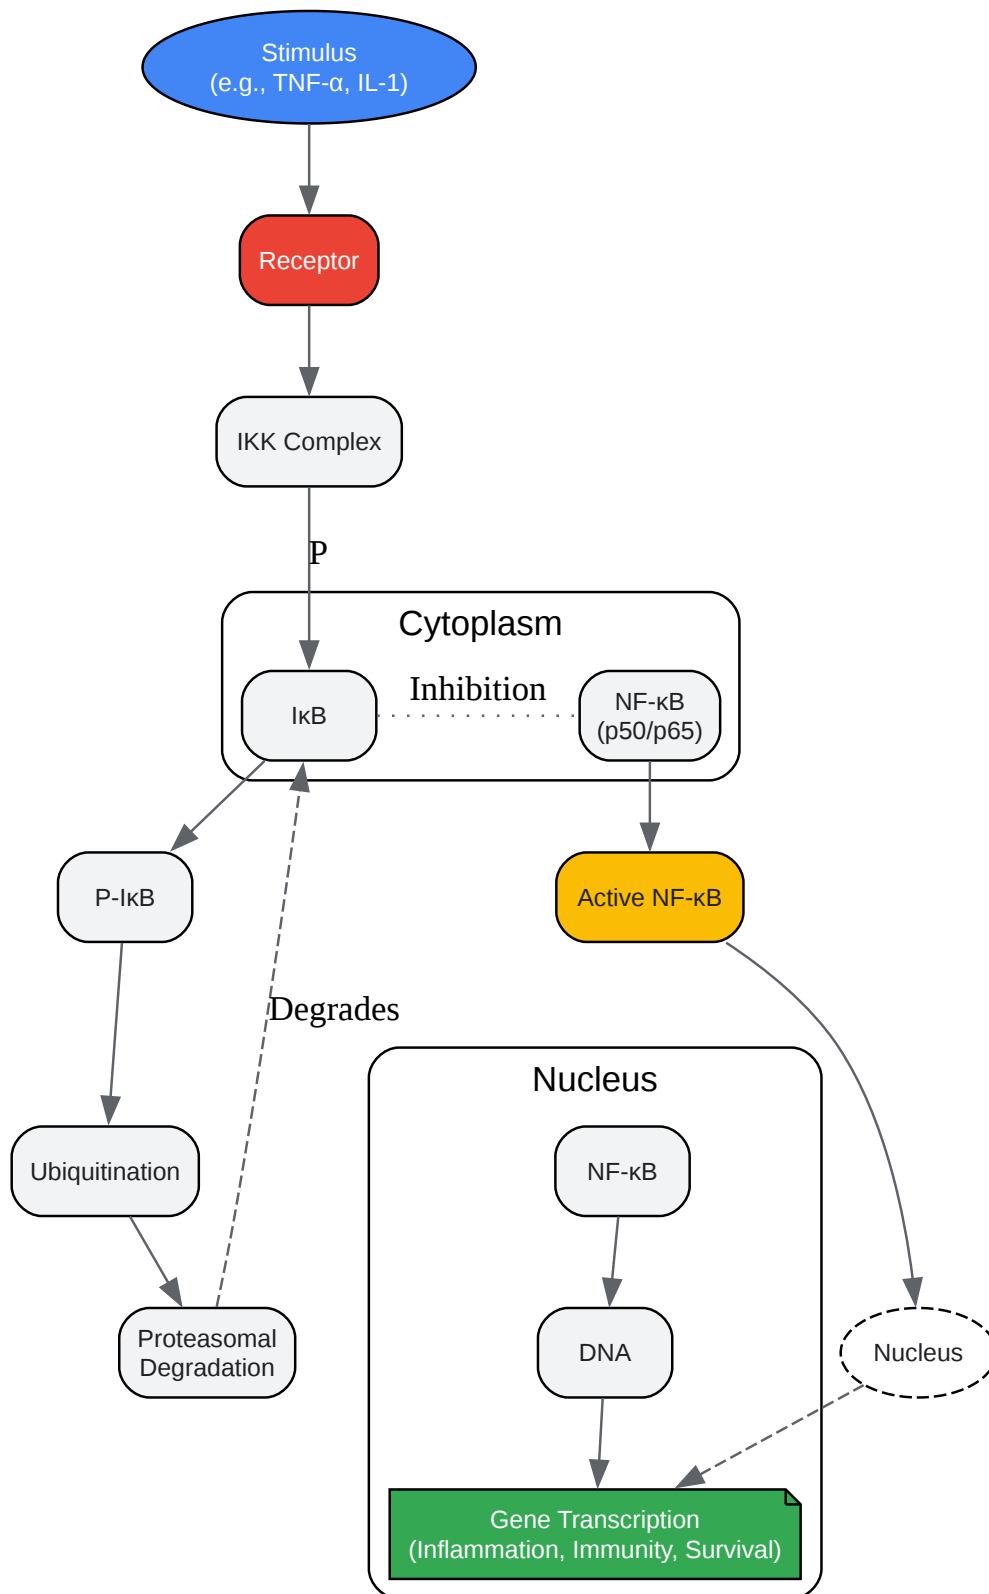 Stimulus
(e.g., TNF-α, IL-1)
Receptor
IKK Complex
P
Cytoplasm
IκB
Inhibition
NF-κB
(p50/p65)
P-IκB
Active NF-κB
Degrades
Nucleus
Ubiquitination
NF-κB
Proteasomal
Degradation
DNA
Nucleus
Gene Transcription
(Inflammation, Immunity, Survival)